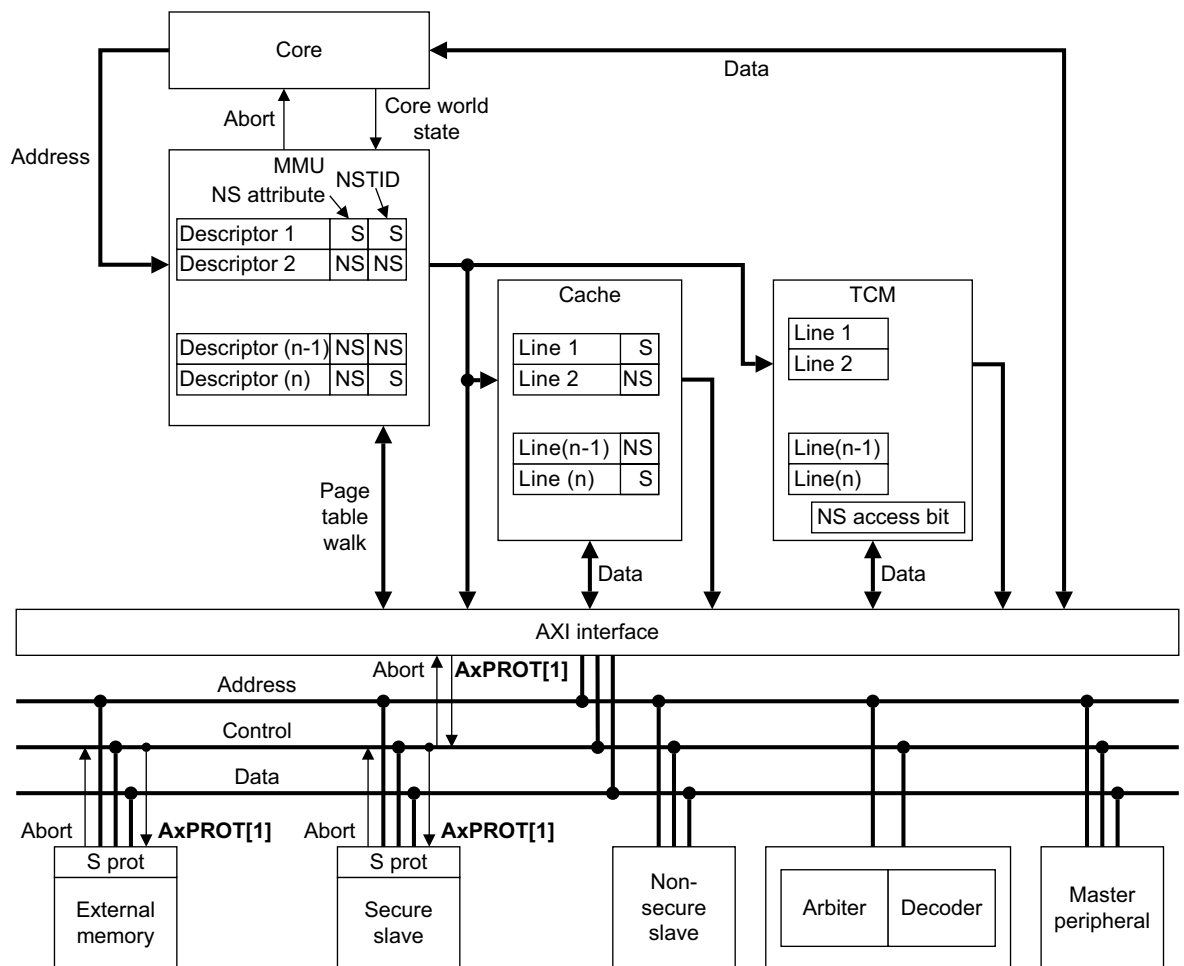 Core
Data
Abort
Core world
state
Address
MMU
NS attribute
NSTID
Descriptor 1 S S
Descriptor 2 NS NS
Descriptor (n-1) NS NS
Descriptor (n) NS S
Cache
Line 1 S
Line 2 NS
Line(n-1) NS
Line (n) S
TCM
Line 1
Line 2
Line(n-1)
Line(n)
NS access bit
Page
table
walk
Data
Data
AXI interface
Abort
AxPROT[1]
Address
Control
Data
Abort
AxPROT[1]
Abort
AxPROT[1]
S prot
External
memory
S prot
Secure
slave
Non-
secure
slave
Arbiter
Decoder
Master
peripheral